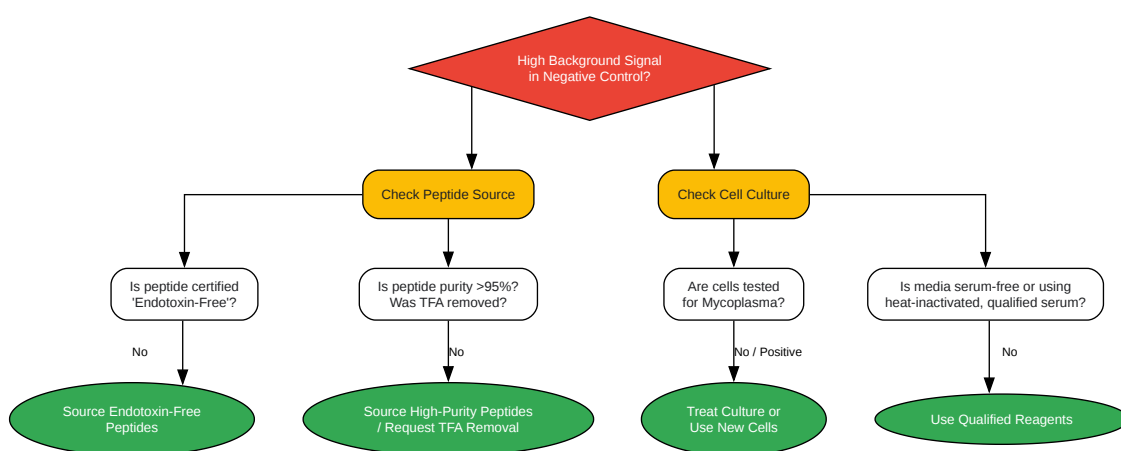 High Background Signal
in Negative Control?
Check Peptide Source
Check Cell Culture
Is peptide certified
'Endotoxin-Free'?
Is peptide purity >95%?
Was TFA removed?
Are cells tested
for Mycoplasma?
Is media serum-free or using
heat-inactivated, qualified serum?
No
No
No / Positive
No
Source Endotoxin-Free
Peptides
Source High-Purity Peptides
/ Request TFA Removal
Treat Culture or
Use New Cells
Use Qualified Reagents